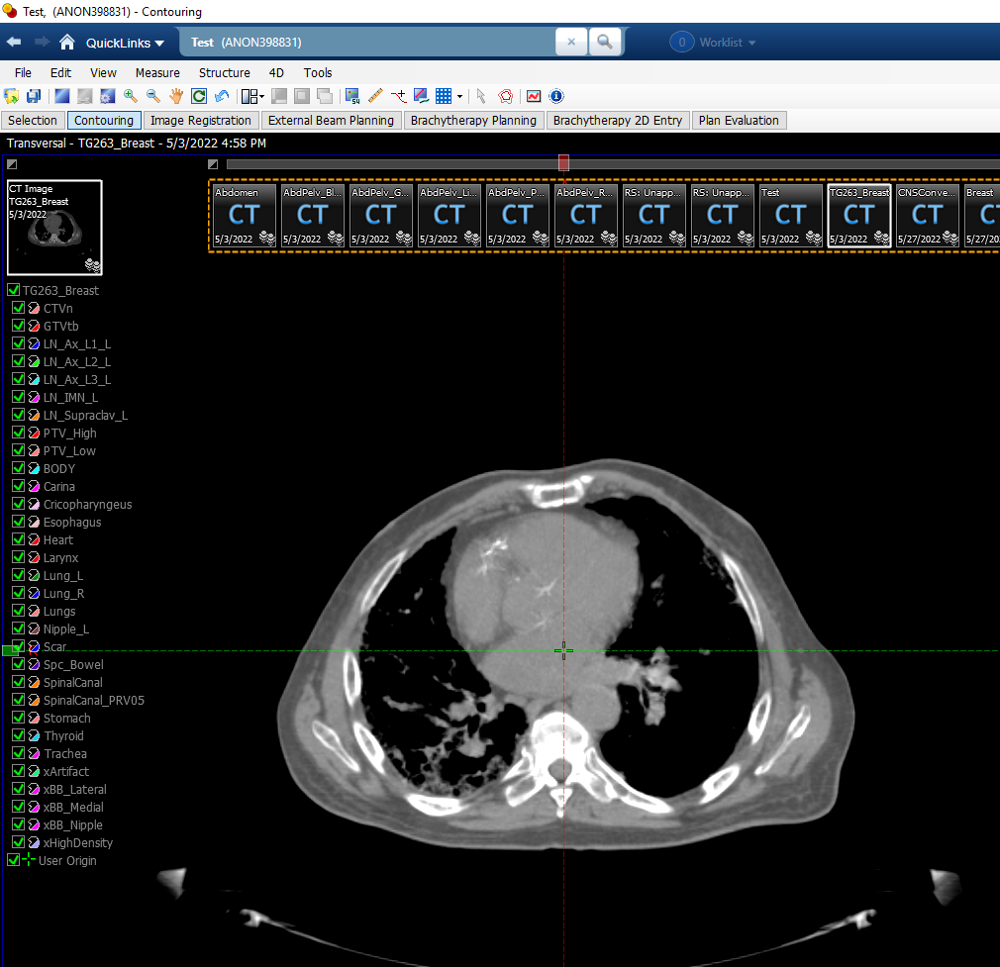 Test, (ANON398831) - Contouring
QuickLinks
Test (ANON398831)
0 Worklist
File Edit View Measure Structure 4D Tools
Selection Contouring Image Registration External Beam Planning Brachytherapy Planning Brachytherapy 2D Entry Plan Evaluation
Transversal - TG263_Breast - 5/3/2022 4:58 PM
CT Image
TG263_Breast
5/3/2022
Abdomen
CT
5/3/2022
AbdPelv_Bl...
CT
5/3/2022
AbdPelv_G...
CT
5/3/2022
AbdPelv_Li...
CT
5/3/2022
AbdPelv_P...
CT
5/3/2022
AbdPelv_R...
CT
5/3/2022
RS: Unapp...
CT
5/3/2022
RS: Unapp...
CT
5/3/2022
Test
CT
5/3/2022
TG263_Breast
CT
5/3/2022
CNSConve...
CT
5/27/2022
Breast
CT
5/27/20
TG263_Breast
CTVn
GTVtb
LN_Ax_L1_L
LN_Ax_L2_L
LN_Ax_L3_L
LN_IMN_L
LN_Supraclav_L
PTV_High
PTV_Low
BODY
Carina
Cricopharyngeus
Esophagus
Heart
Larynx
Lung_L
Lung_R
Lungs
Nipple_L
Scar
Spc_Bowel
SpinalCanal
SpinalCanal_PRV05
Stomach
Thyroid
Trachea
xArtifact
xBB_Lateral
xBB_Medial
xBB_Nipple
xHighDensity
User Origin